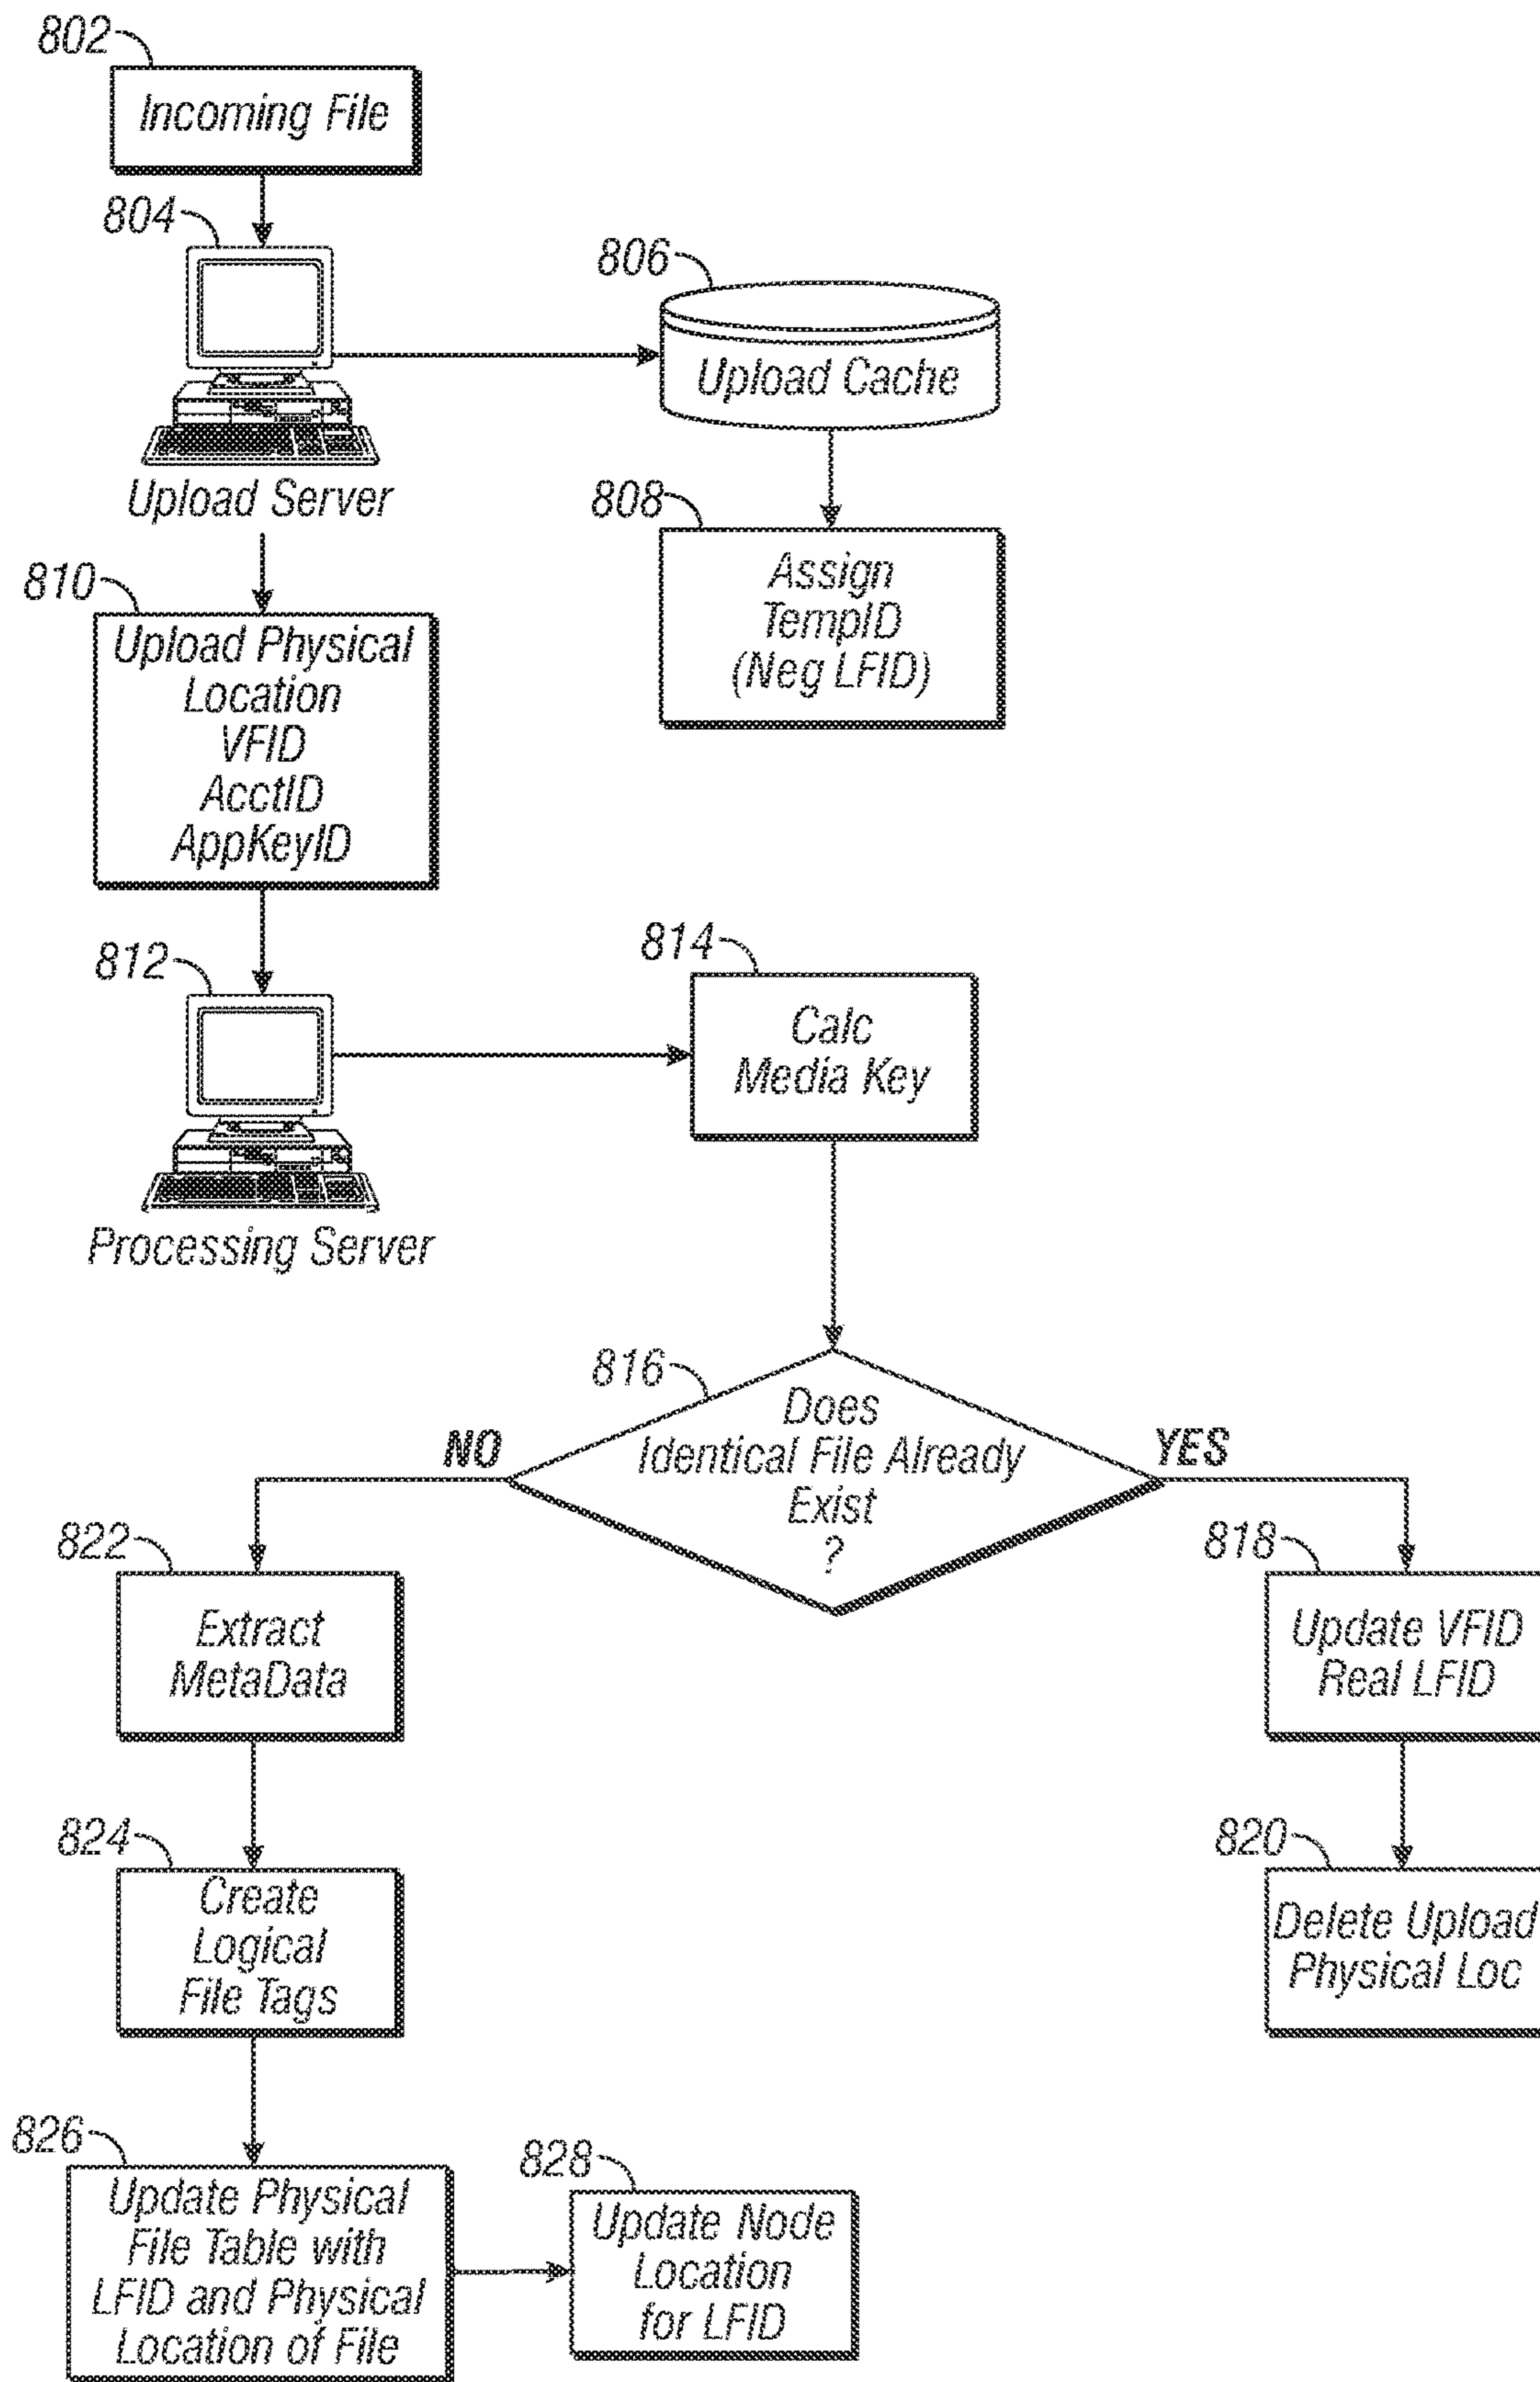 802
Incoming File
804
Upload Server
806
Upload Cache
808
Assign
TempID
(Neg LFID)
810
Upload Physical
Location
VFID
AcctID
AppKeyID
812
Processing Server
814
Calc
Media Key
816
Does
Identical File Already
Exist
?
NO
YES
822
Extract
MetaData
818
Update VFID
Real LFID
824
Create
Logical
File Tags
820
Delete Upload
Physical Loc
826
Update Physical
File Table with
LFID and Physical
Location of File
828
Update Node
Location
for LFID